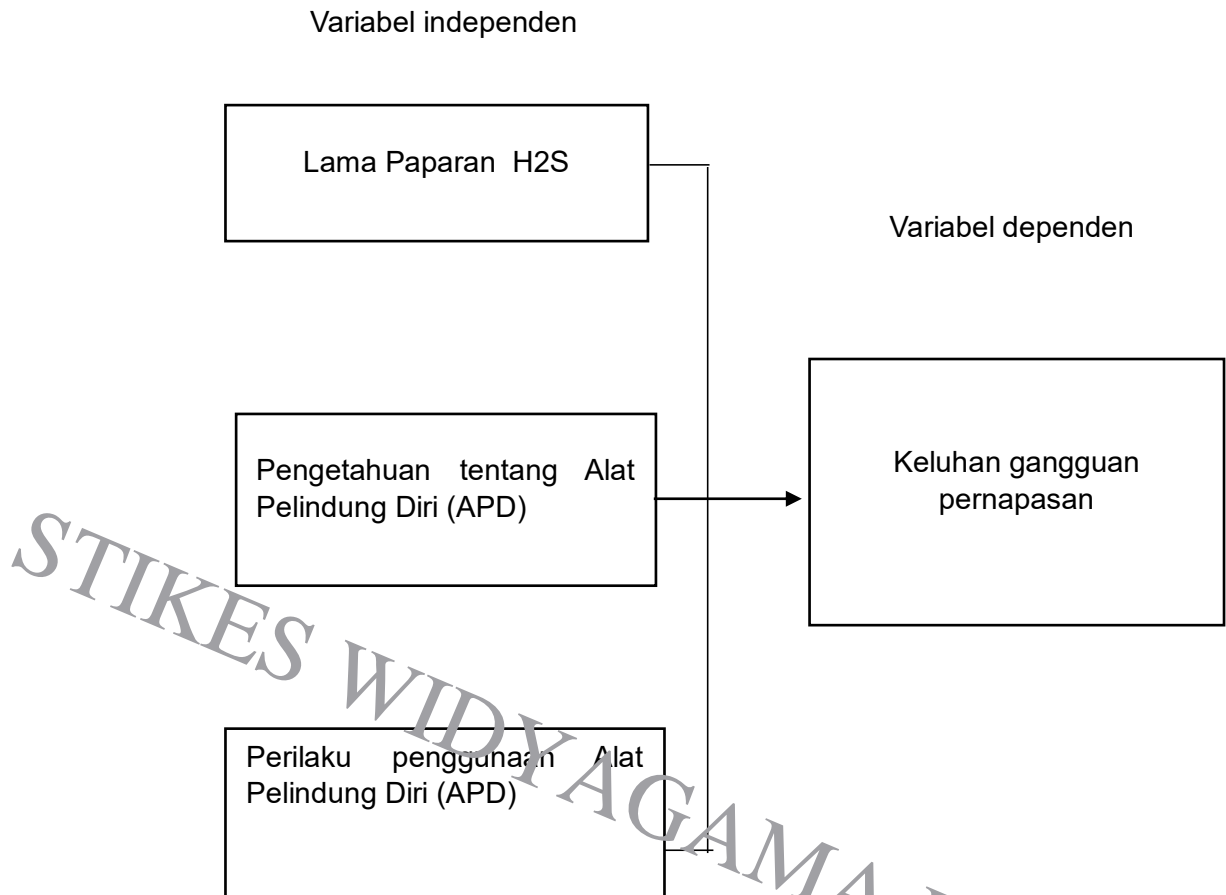 Variabel independen
Lama Paparan H2S
Variabel dependen
Pengetahuan tentang Alat
Pelindung Diri (APD)
Keluhan gangguan
pernapasan
Perilaku penggunaan Alat
Pelindung Diri (APD)
STIKES WIDYAGAMA